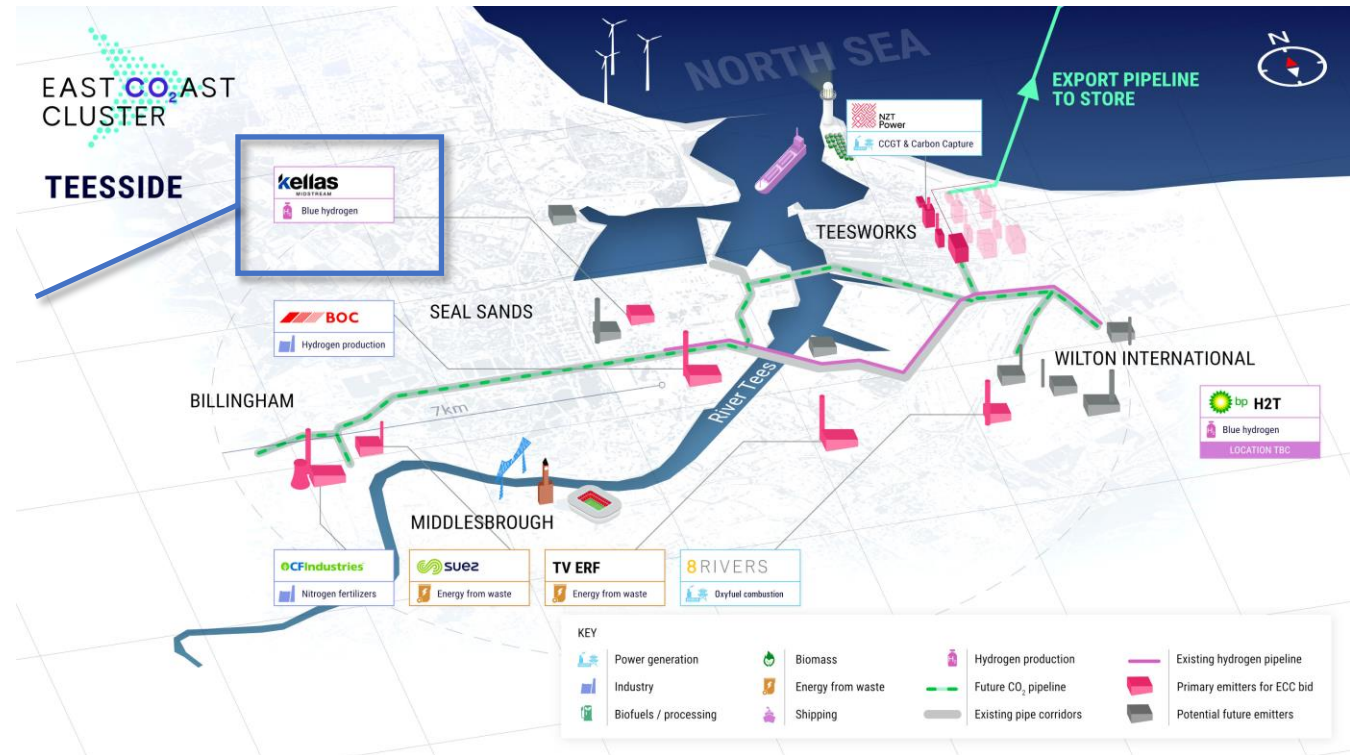 EAST CO₂AST
CLUSTER
TEESSIDE
NORTH SEA
N
EXPORT PIPELINE
TO STORE
NZT
Power
CCGT & Carbon Capture
kellas
MIDSTREAM
H₂
Blue hydrogen
TEESWORKS
SEAL SANDS
BOC
Hydrogen production
WILTON INTERNATIONAL
BILLINGHAM
7km
River Tees
bp H2T
H₂
Blue hydrogen
LOCATION TBC
MIDDLESBROUGH
CFIndustries
Nitrogen fertilizers
suez
Energy from waste
TV ERF
Energy from waste
8RIVERS
Oxyfuel combustion
KEY
Power generation
Biomass
H₂
Hydrogen production
Existing hydrogen pipeline
Industry
Energy from waste
Future CO₂ pipeline
Primary emitters for ECC bid
Biofuels / processing
Shipping
Existing pipe corridors
Potential future emitters